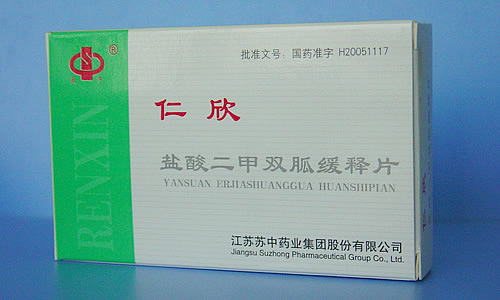 批准文号：国药准字 H20051117
RENXIN
仁欣
盐酸二甲双胍缓释片
YANSUAN ERJIASHUANGGUA HUANSHIPIAN
江苏苏中药业集团股份有限公司
Jiangsu Suzhong Pharmaceutical Group Co., Ltd.